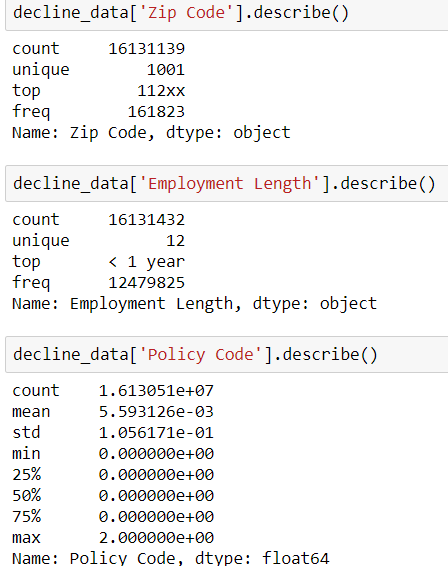 decline_data['Zip Code'].describe()
count 16131139
unique 1001
top 112xx
freq 161823
Name: Zip Code, dtype: object
decline_data['Employment Length'].describe()
count 16131432
unique 12
top < 1 year
freq 12479825
Name: Employment Length, dtype: object
decline_data['Policy Code'].describe()
count 1.613051e+07
mean 5.593126e-03
std 1.056171e-01
min 0.000000e+00
25% 0.000000e+00
50% 0.000000e+00
75% 0.000000e+00
max 2.000000e+00
Name: Policy Code, dtype: float64